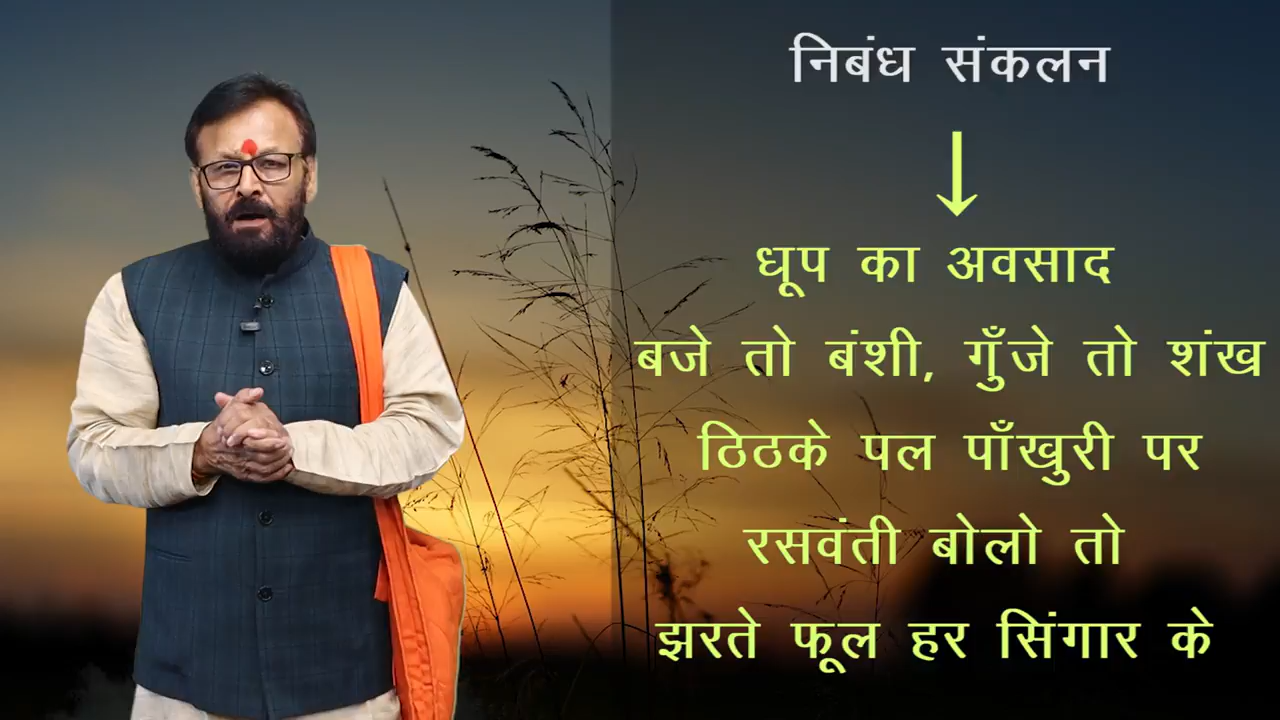 निबंध संकलन
↓
धूप का अवसाद
बजे तो बंशी, गुँजे तो शंख
ठिठके पल पाँखुरी पर
रसवंती बोलो तो
झरते फूल हर सिंगार के